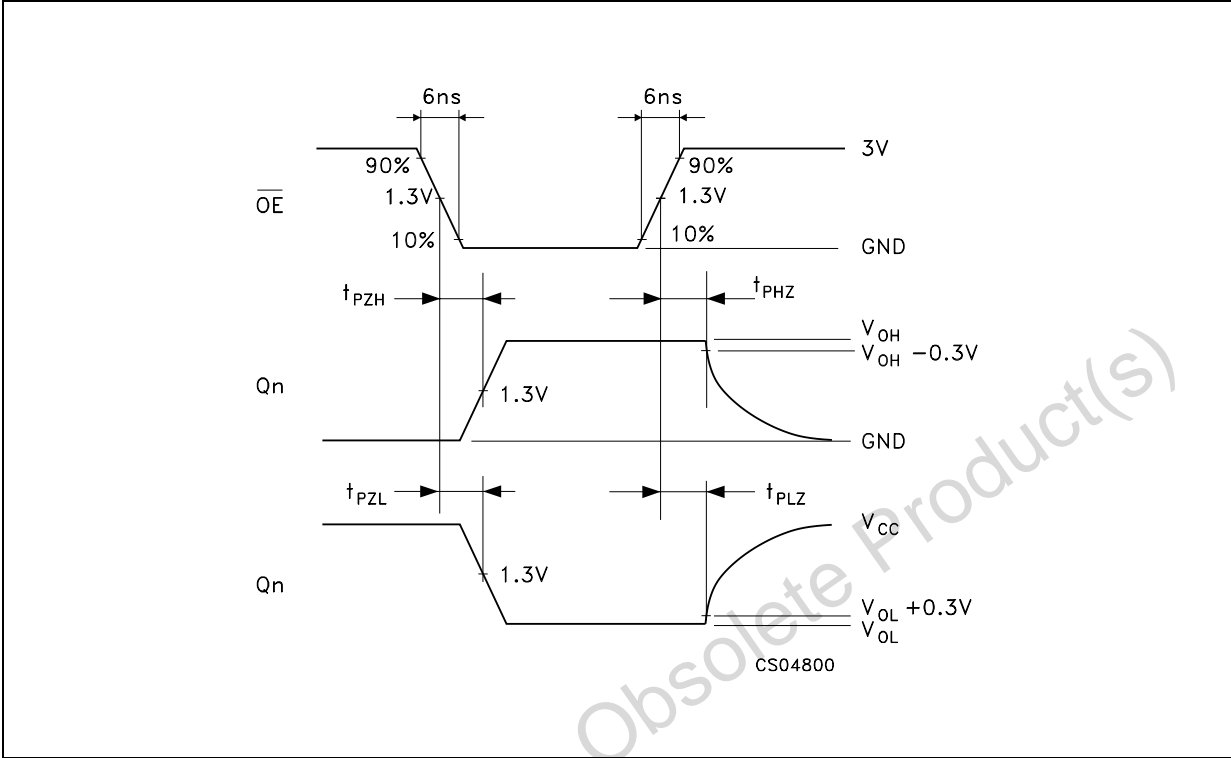 6ns 6ns
90% 90% 3V
1.3V 1.3V
OE
10% 10%
GND
tPZH tPHZ
VOH
VOH −0.3V
Qn 1.3V
GND
tPZL tPLZ
VCC
Qn 1.3V
VOL +0.3V
VOL
CS04800
Obsolete Product(s)